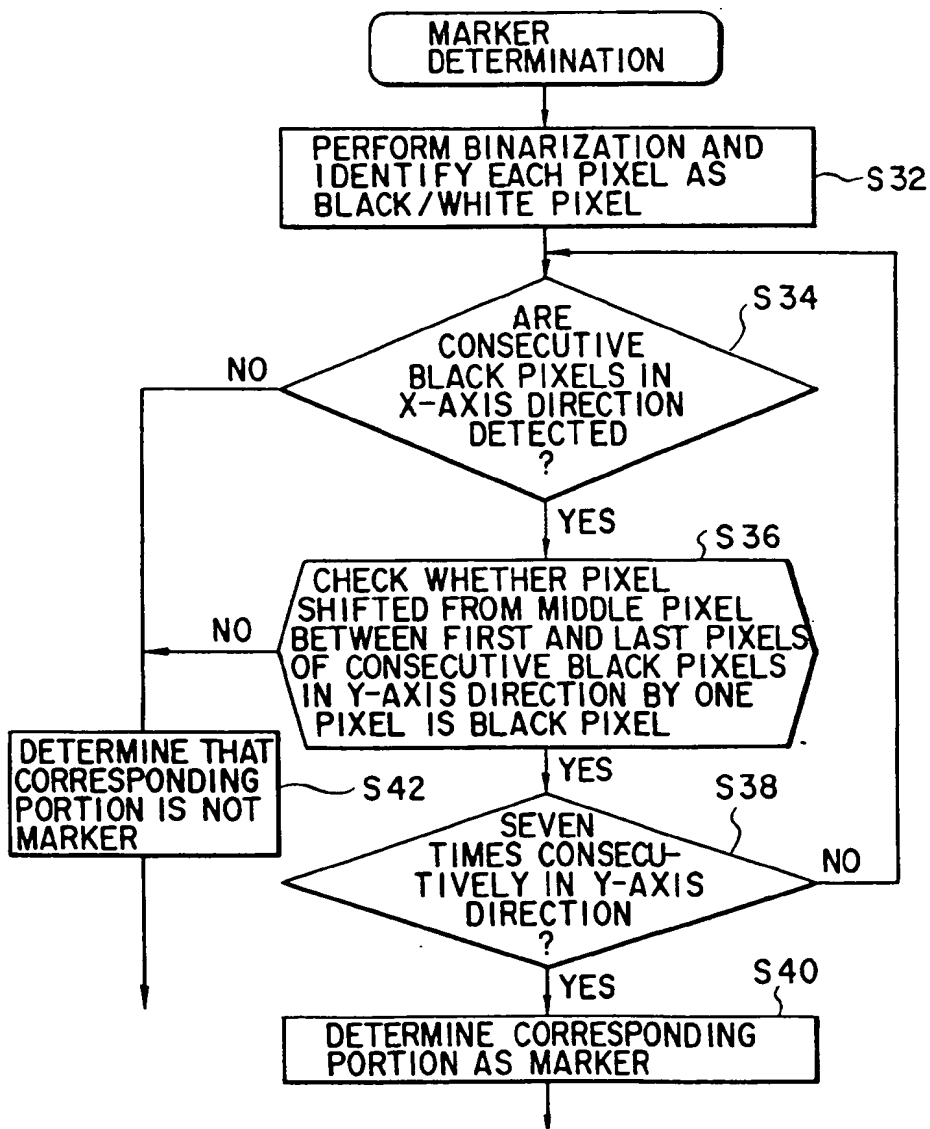 MARKER
DETERMINATION
PERFORM BINARIZATION AND
IDENTIFY EACH PIXEL AS
BLACK/WHITE PIXEL
S32
S34
ARE
CONSECUTIVE
BLACK PIXELS IN
X-AXIS DIRECTION
DETECTED
?
NO
YES
S36
CHECK WHETHER PIXEL
SHIFTED FROM MIDDLE PIXEL
BETWEEN FIRST AND LAST PIXELS
OF CONSECUTIVE BLACK PIXELS
IN Y-AXIS DIRECTION BY ONE
PIXEL IS BLACK PIXEL
NO
YES
DETERMINE THAT
CORRESPONDING
PORTION IS NOT
MARKER
S42
S38
SEVEN
TIMES CONSECU-
TIVELY IN Y-AXIS
DIRECTION
?
NO
YES
S40
DETERMINE CORRESPONDING
PORTION AS MARKER